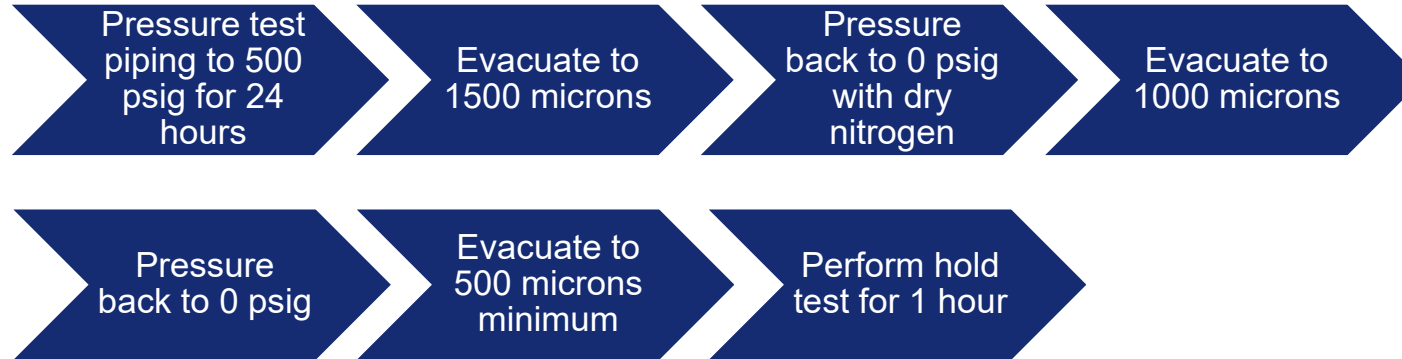 Pressure test
piping to 500
psig for 24
hours
Evacuate to
1500 microns
Pressure
back to 0 psig
with dry
nitrogen
Evacuate to
1000 microns
Pressure
back to 0 psig
Evacuate to
500 microns
minimum
Perform hold
test for 1 hour